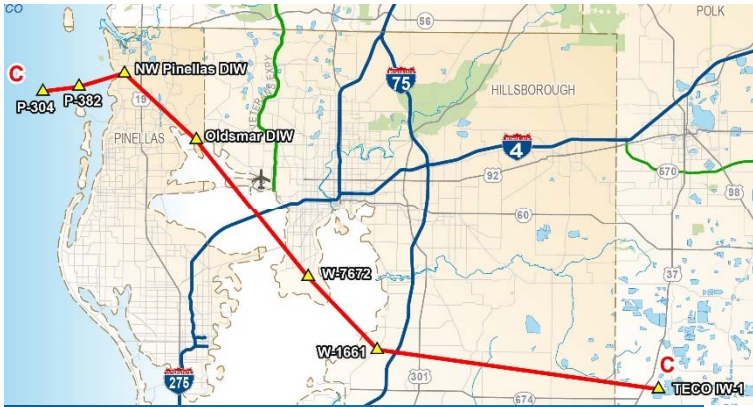 CO
56
POLK
C
NW Pinellas DIW
P-382
P-304
19
75
HILLSBOROUGH
PINELLAS
Oldsmar DIW
4
92
570
98
60
37
W-7672
W-1661
C
275
301
674
TECO IW-1